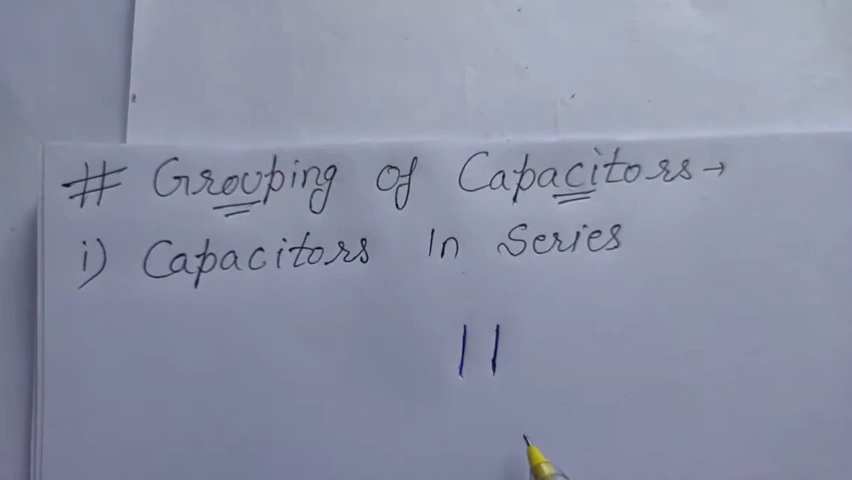 # Grouping of Capacitors →
i) Capacitors In Series